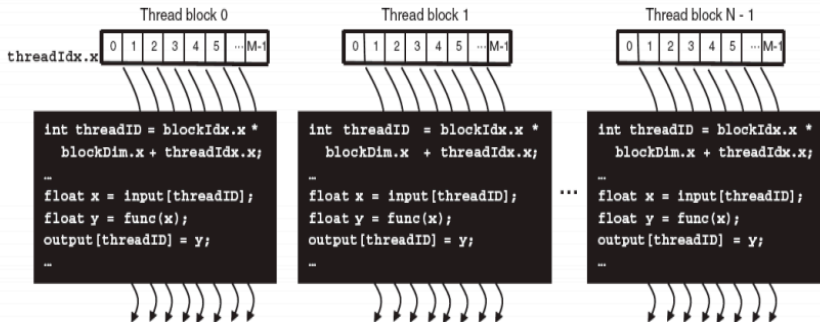 Thread block 0
threadIdx.x 0 1 2 3 4 5 ... M-1
int threadID = blockIdx.x *
blockDim.x + threadIdx.x;
…
float x = input[threadID];
float y = func(x);
output[threadID] = y;
…
Thread block 1
0 1 2 3 4 5 ... M-1
int threadID = blockIdx.x *
blockDim.x + threadIdx.x;
…
float x = input[threadID];
float y = func(x);
output[threadID] = y;
…
...
Thread block N - 1
0 1 2 3 4 5 ... M-1
int threadID = blockIdx.x *
blockDim.x + threadIdx.x;
…
float x = input[threadID];
float y = func(x);
output[threadID] = y;
…